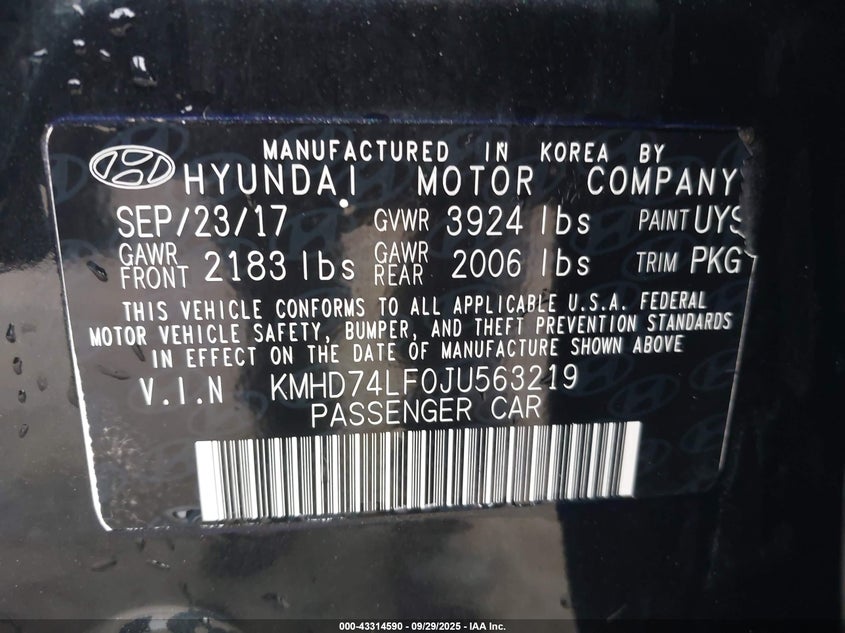 MANUFACTURED IN KOREA BY
HYUNDAI MOTOR COMPANY
SEP/23/17 GVWR 3924 lbs PAINT UYS
GAWR FRONT 2183 lbs GAWR REAR 2006 lbs TRIM PKG
THIS VEHICLE CONFORMS TO ALL APPLICABLE U.S.A. FEDERAL
MOTOR VEHICLE SAFETY, BUMPER, AND THEFT PREVENTION STANDARDS
IN EFFECT ON THE DATE OF MANUFACTURE SHOWN ABOVE
V.I.N KMHD74LF0JU563219
PASSENGER CAR
000-43314590 - 09/29/2025 - IAA Inc.